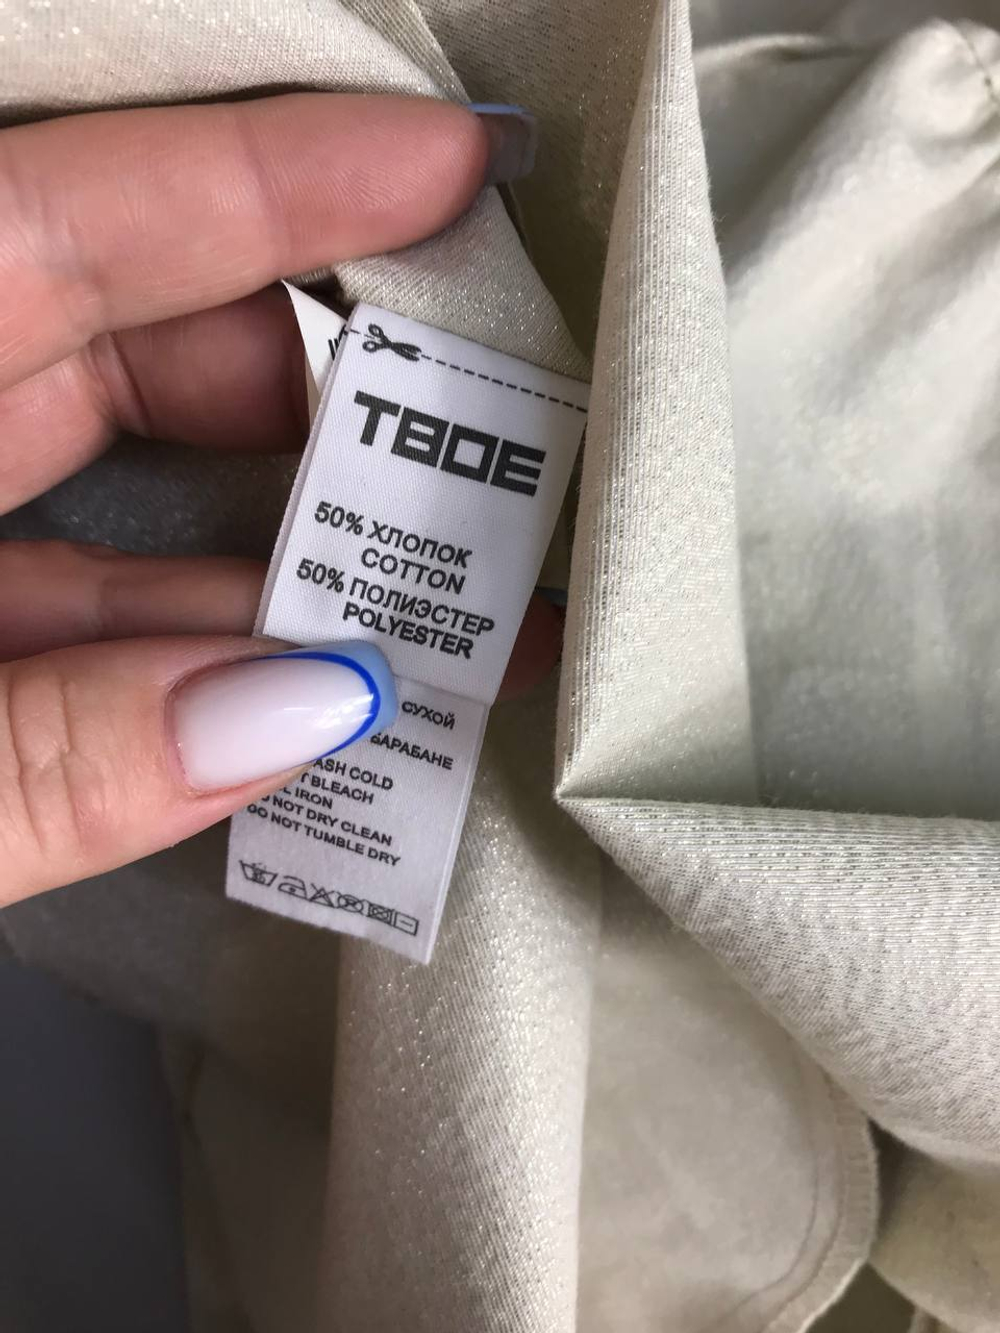 ТВОЕ
50% ХЛОПОК
COTTON
50% ПОЛИЭСТЕР
POLYESTER
СУХОЙ
БАРАБАНЕ
ASH COLD
T BLEACH
L IRON
DO NOT DRY CLEAN
DO NOT TUMBLE DRY